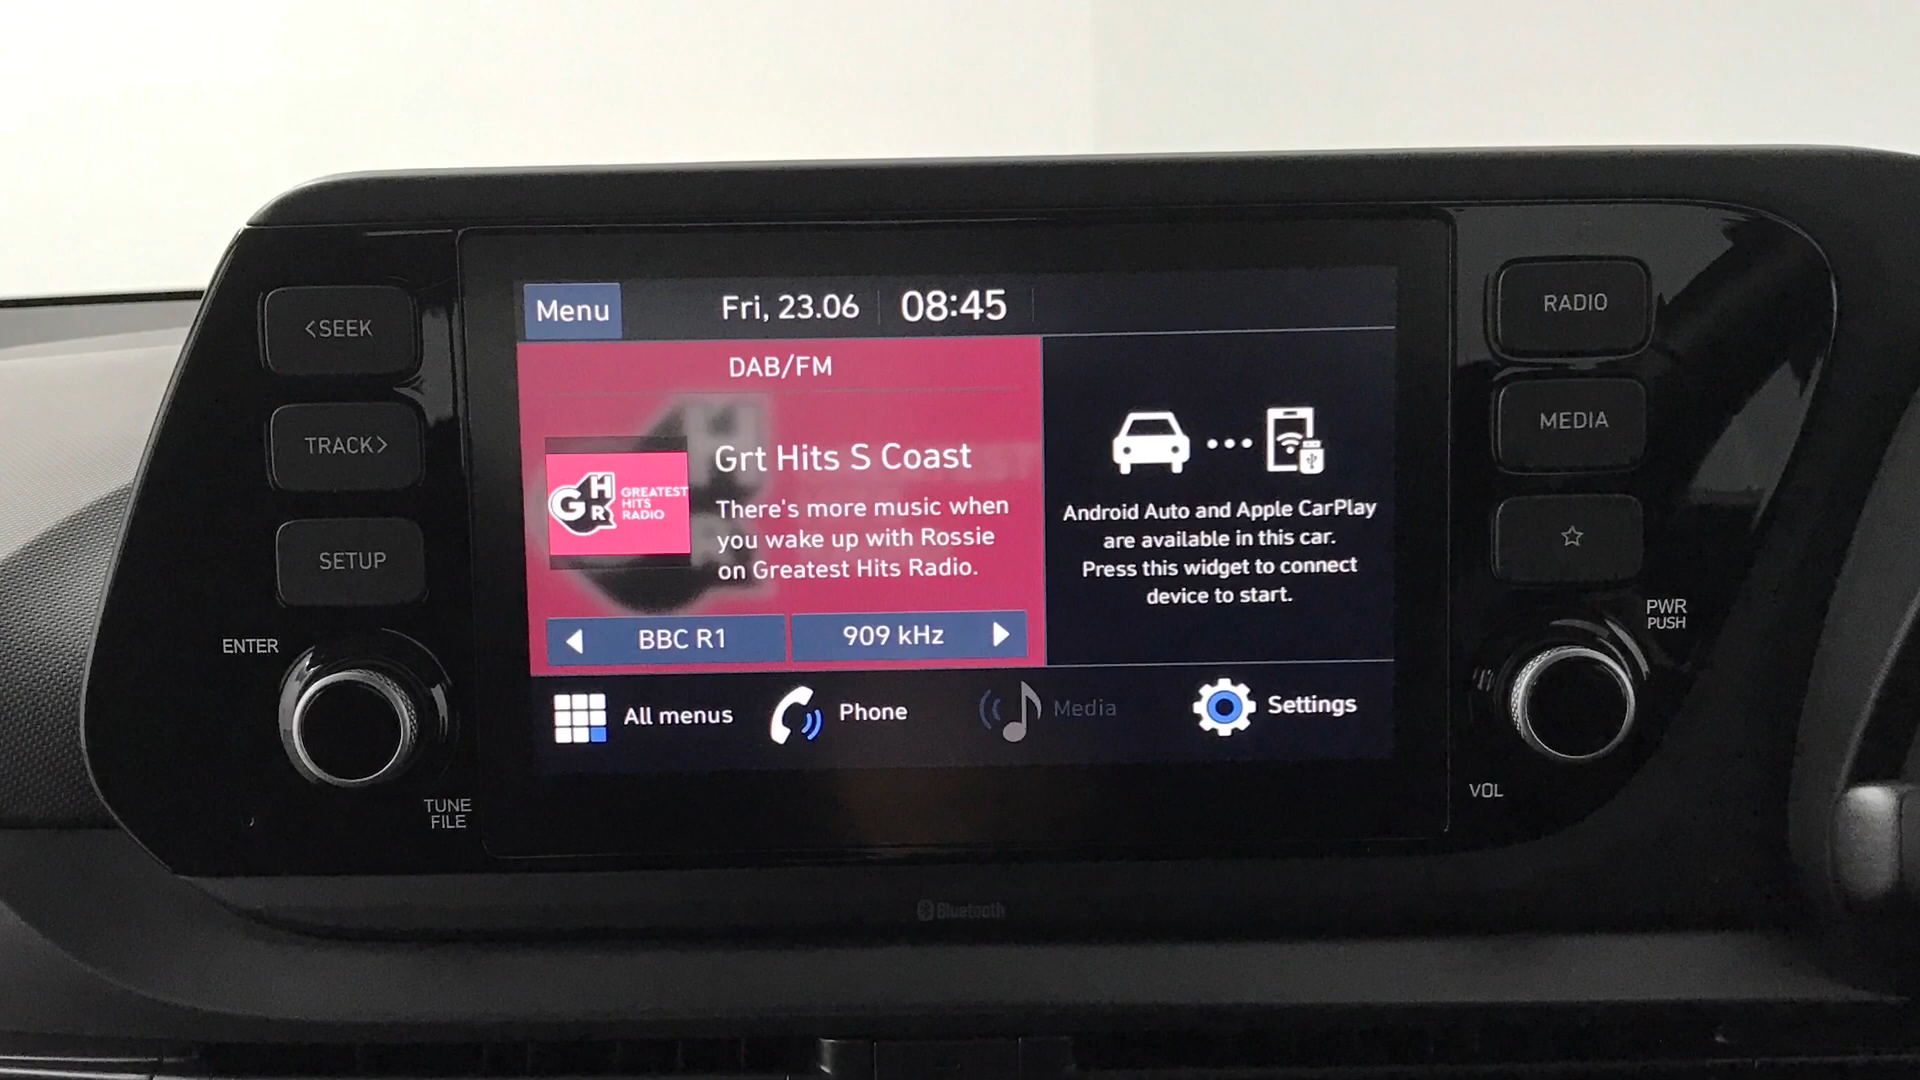 <SEEK
TRACK>
SETUP
ENTER
TUNE
FILE
Menu
Fri, 23.06
08:45
DAB/FM
GREATEST
HITS
RADIO
GHR
Grt Hits S Coast
There's more music when
you wake up with Rossie
on Greatest Hits Radio.
BBC R1
909 kHz
Android Auto and Apple CarPlay
are available in this car.
Press this widget to connect
device to start.
All menus
Phone
Media
Settings
RADIO
MEDIA
PWR
PUSH
VOL
Bluetooth